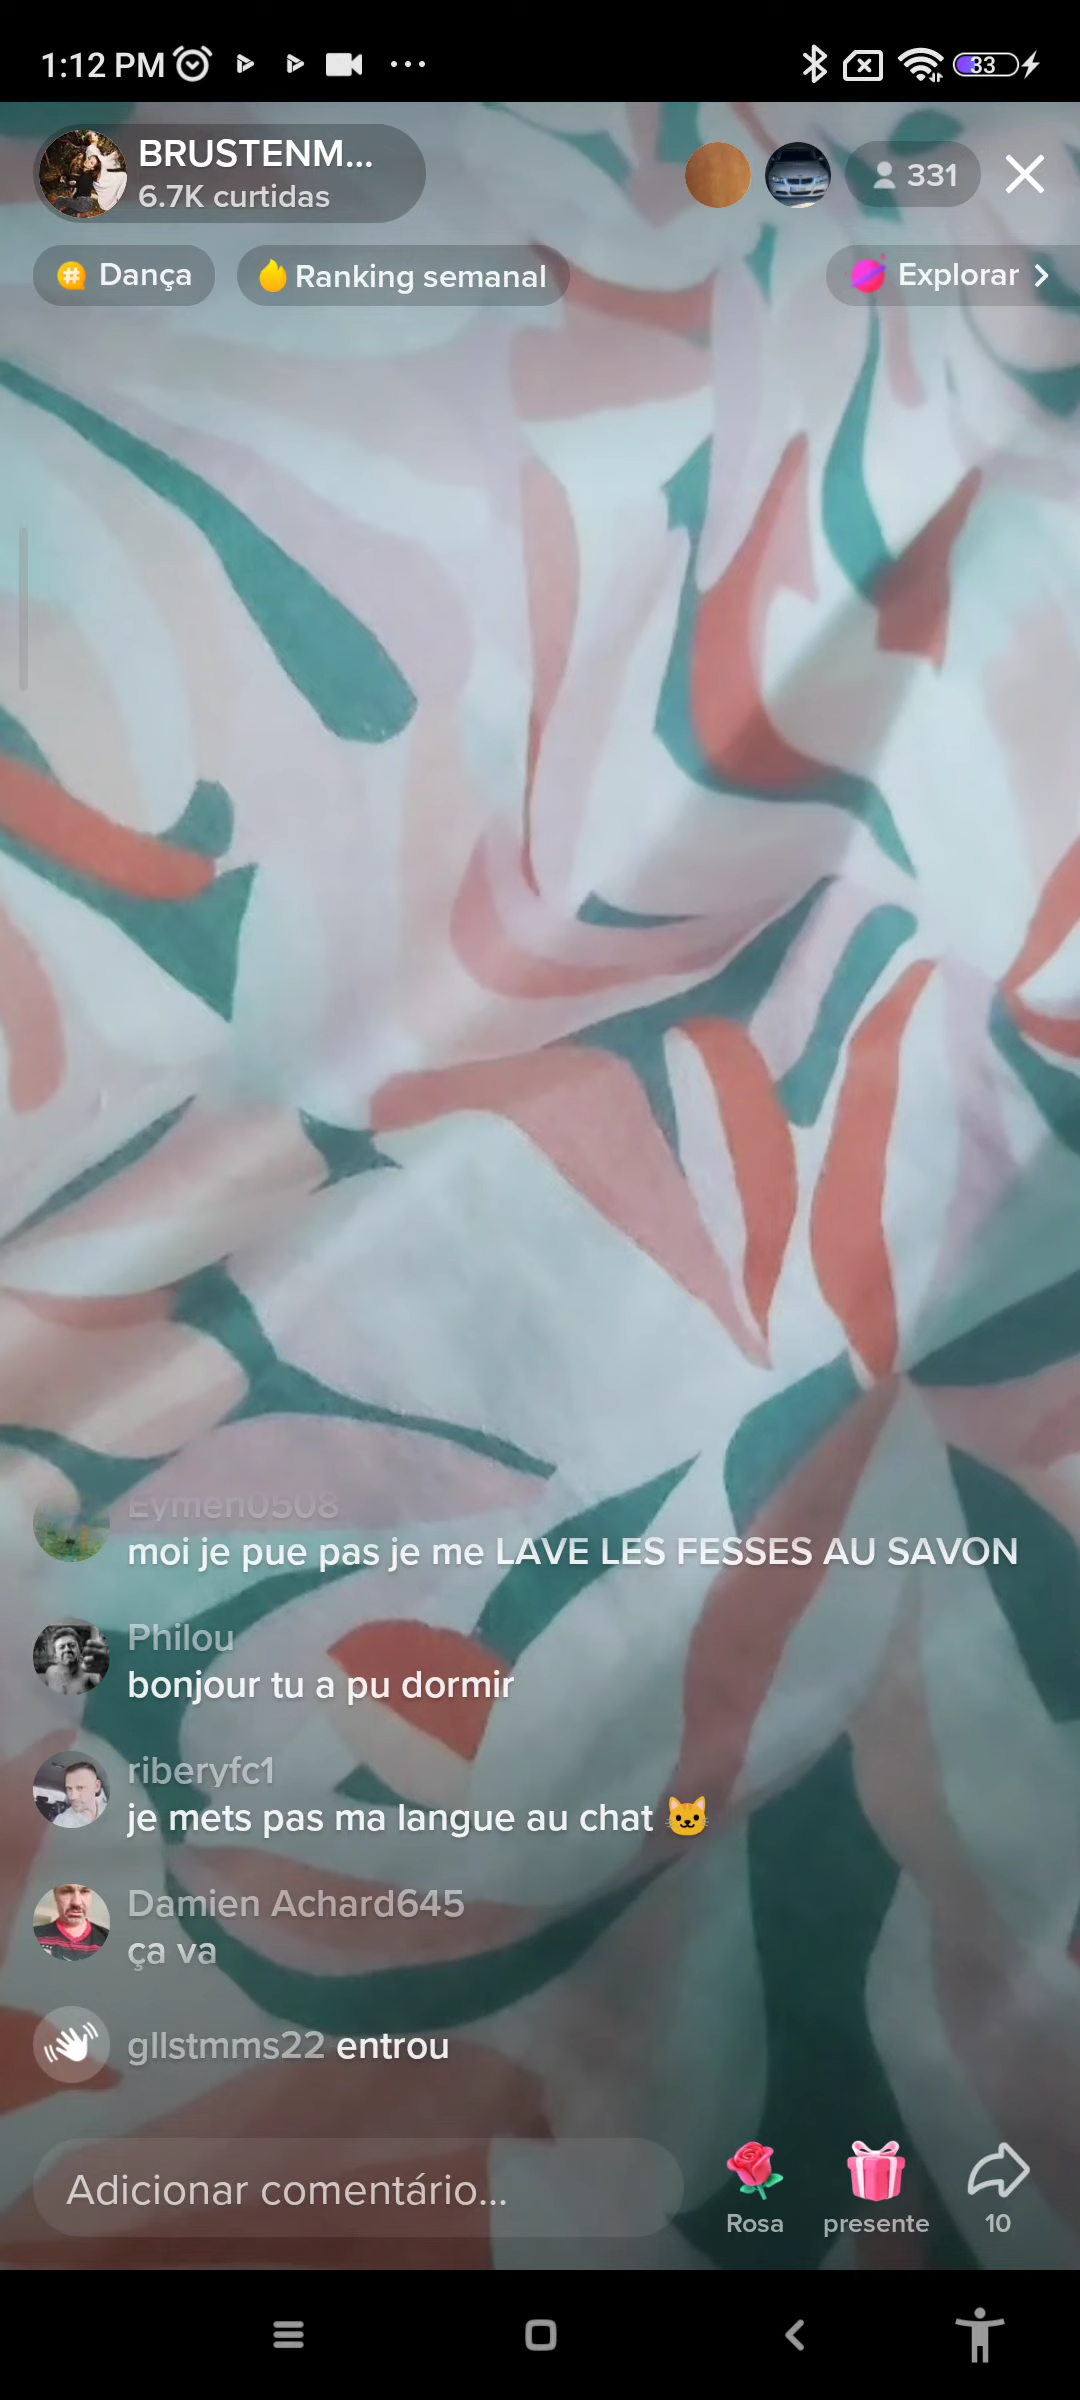 1:12 PM
33
BRUSTENM...
6.7K curtidas
331
Dança
Ranking semanal
Explorar
Eymen0508
moi je pue pas je me LAVE LES FESSES AU SAVON
Philou
bonjour tu a pu dormir
riberyfc1
je mets pas ma langue au chat 🐱
Damien Achard645
ça va
gllstmms22 entrou
Adicionar comentário...
Rosa
presente
10